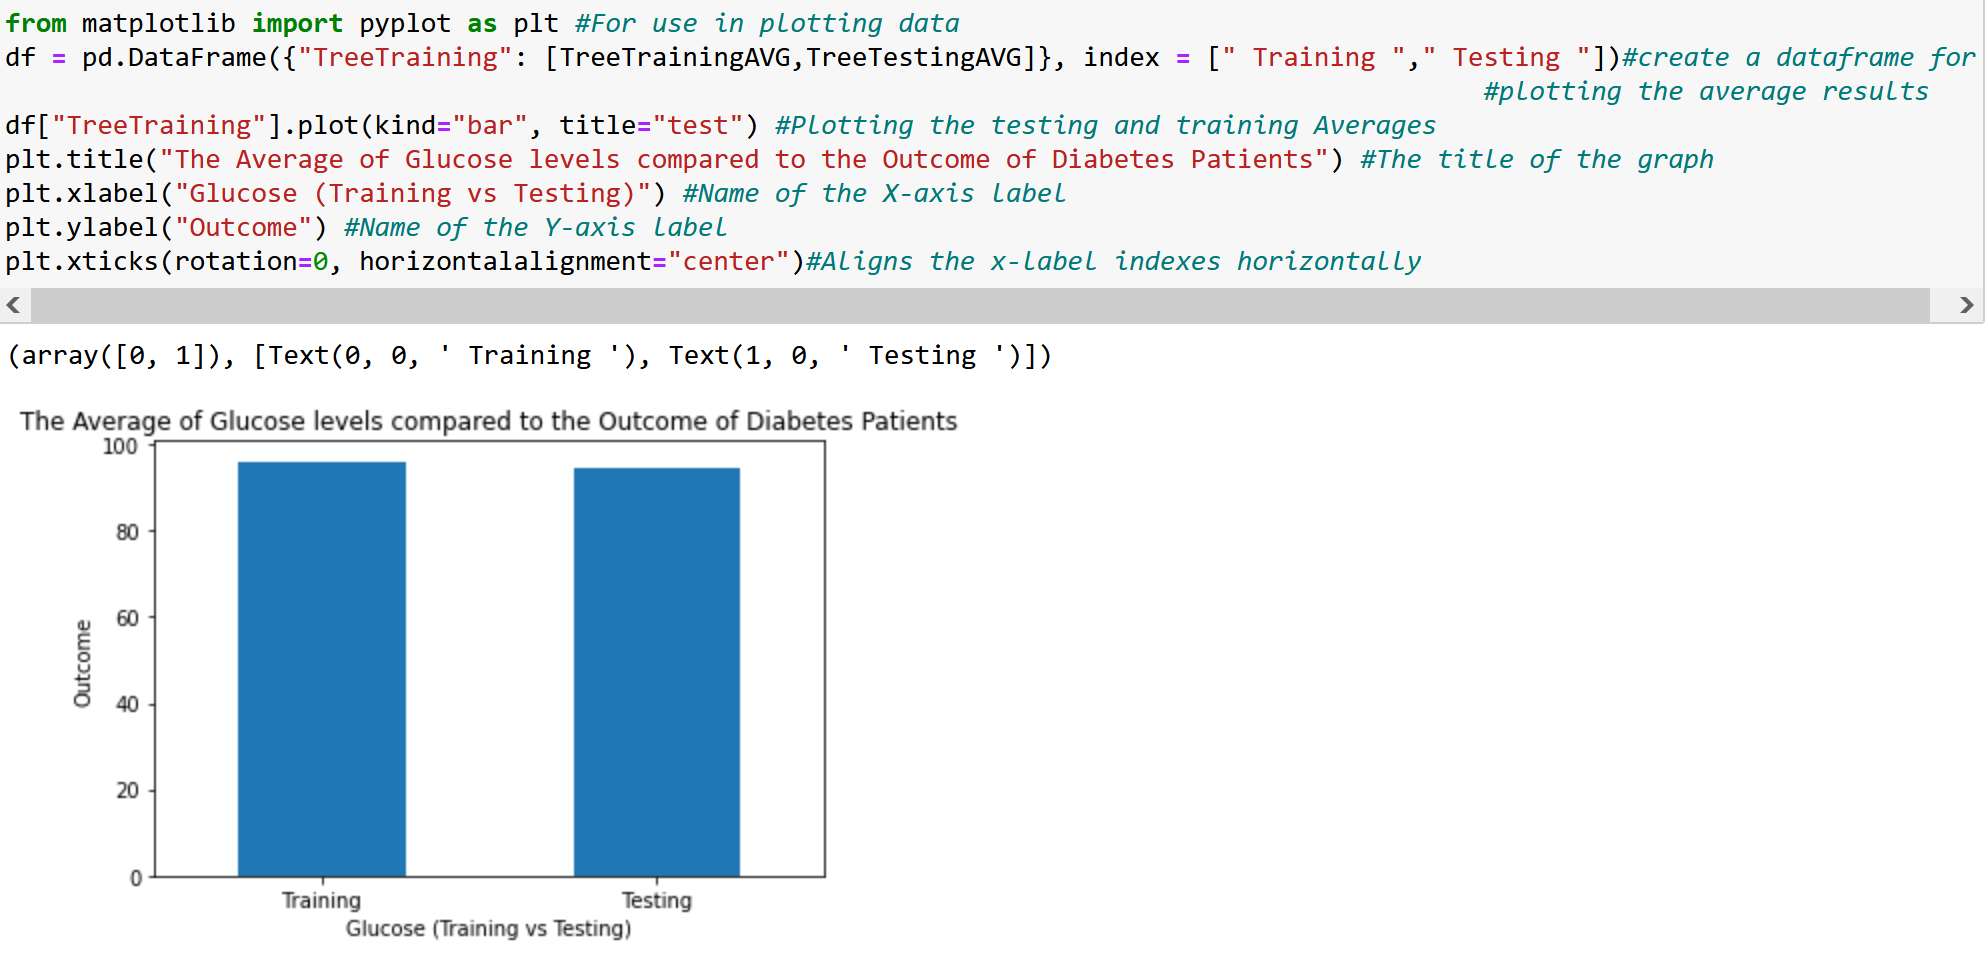 from matplotlib import pyplot as plt #For use in plotting data
df = pd.DataFrame({"TreeTraining": [TreeTrainingAVG,TreeTestingAVG]}, index = [" Training "," Testing "])#create a dataframe for
#plotting the average results
df["TreeTraining"].plot(kind="bar", title="test") #Plotting the testing and training Averages
plt.title("The Average of Glucose levels compared to the Outcome of Diabetes Patients") #The title of the graph
plt.xlabel("Glucose (Training vs Testing)") #Name of the X-axis label
plt.ylabel("Outcome") #Name of the Y-axis label
plt.xticks(rotation=0, horizontalalignment="center")#Aligns the x-label indexes horizontally
(array([0, 1]), [Text(0, 0, ' Training '), Text(1, 0, ' Testing ')])
The Average of Glucose levels compared to the Outcome of Diabetes Patients
100
80
60
40
20
0
Outcome
Training Testing
Glucose (Training vs Testing)